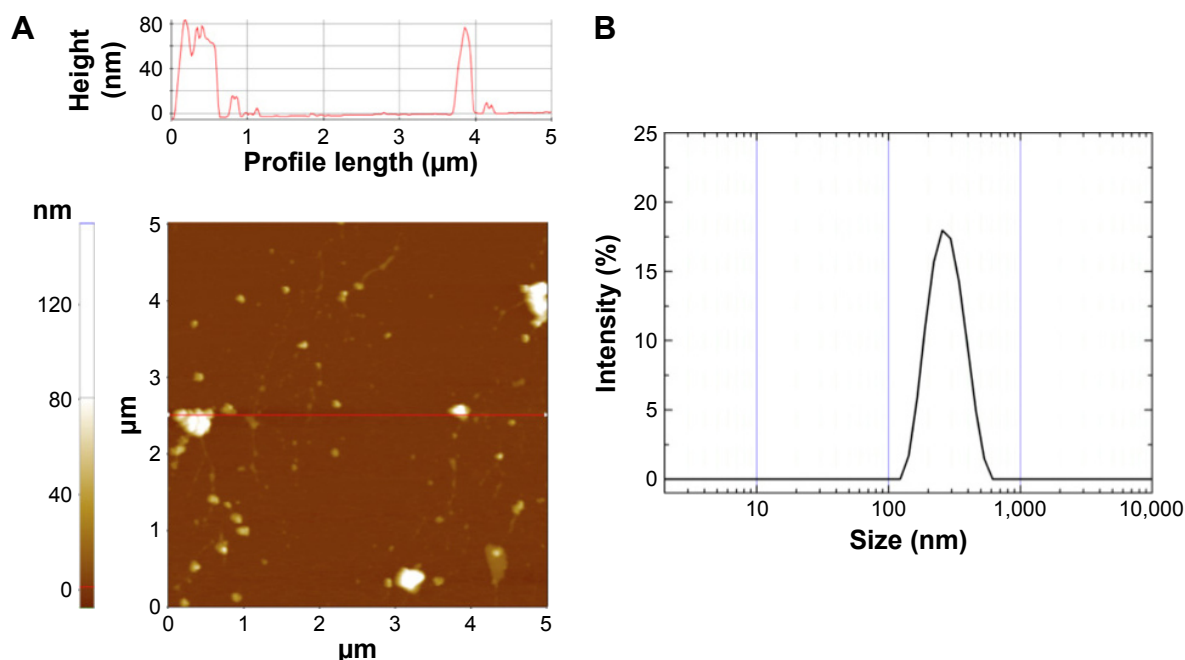 A
Height (nm)
80
40
0
0 1 2 3 4 5
Profile length (µm)
nm
120
80
40
0
µm
5
4
3
2
1
0
0 1 2 3 4 5
µm
B
Intensity (%)
25
20
15
10
5
0
10 100 1,000 10,000
Size (nm)